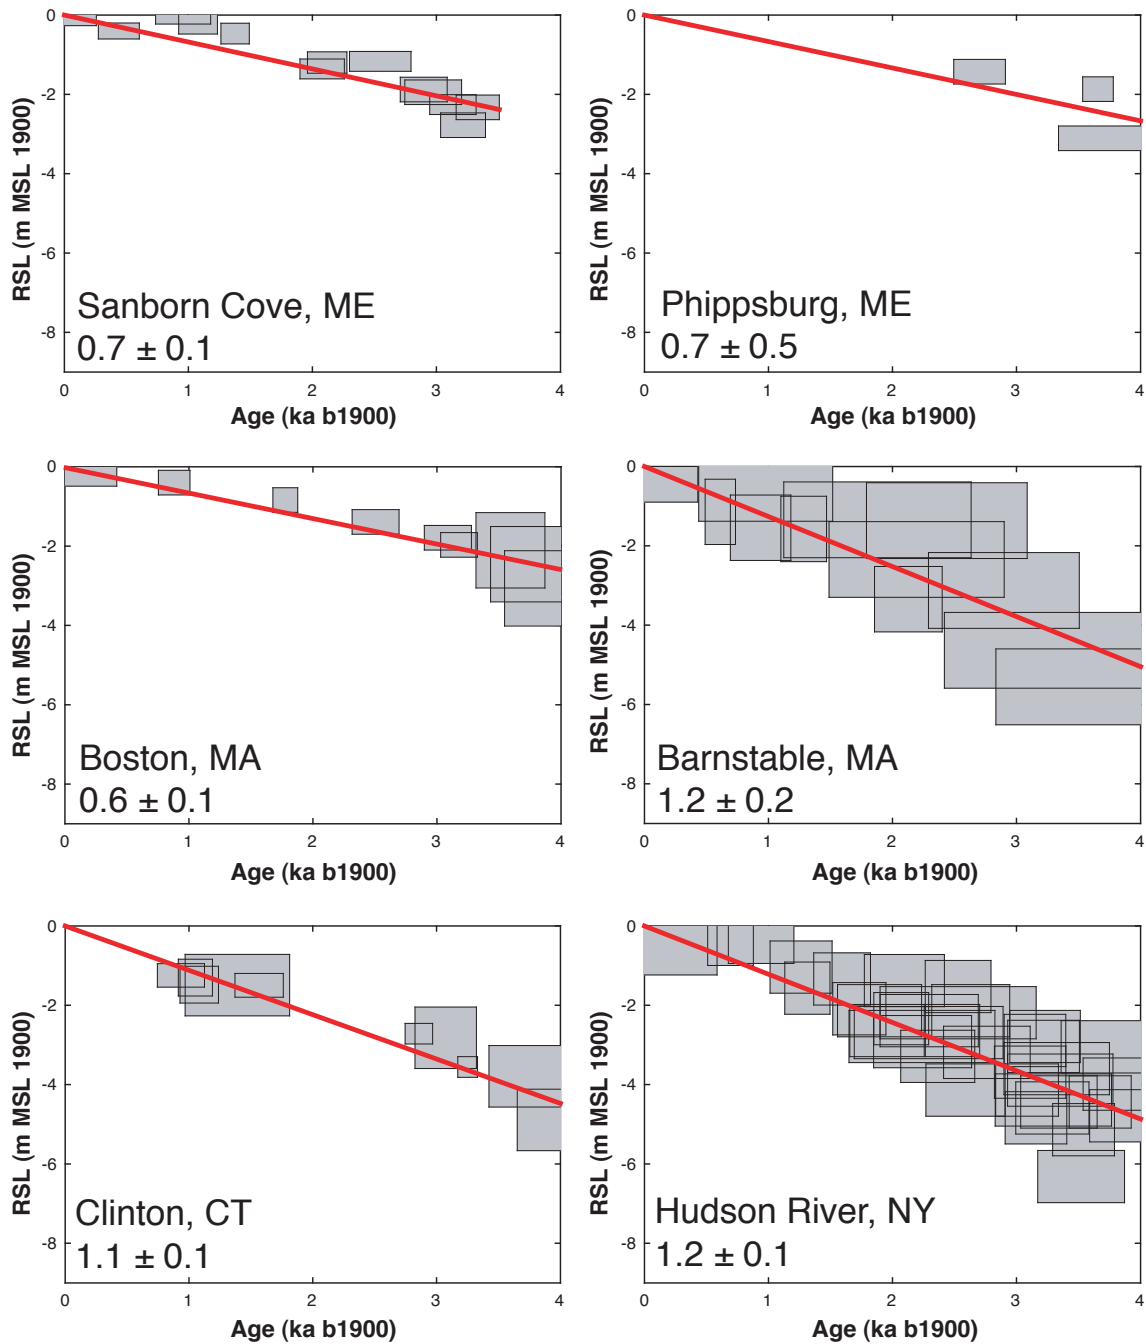 0
-2
-4
-6
-8
RSL (m MSL 1900)
Sanborn Cove, ME
0.7 ± 0.1
0 1 2 3 4
Age (ka b1900)
0
-2
-4
-6
-8
RSL (m MSL 1900)
Phippsburg, ME
0.7 ± 0.5
0 1 2 3 4
Age (ka b1900)
0
-2
-4
-6
-8
RSL (m MSL 1900)
Boston, MA
0.6 ± 0.1
0 1 2 3 4
Age (ka b1900)
0
-2
-4
-6
-8
RSL (m MSL 1900)
Barnstable, MA
1.2 ± 0.2
0 1 2 3 4
Age (ka b1900)
0
-2
-4
-6
-8
RSL (m MSL 1900)
Clinton, CT
1.1 ± 0.1
0 1 2 3 4
Age (ka b1900)
0
-2
-4
-6
-8
RSL (m MSL 1900)
Hudson River, NY
1.2 ± 0.1
0 1 2 3 4
Age (ka b1900)